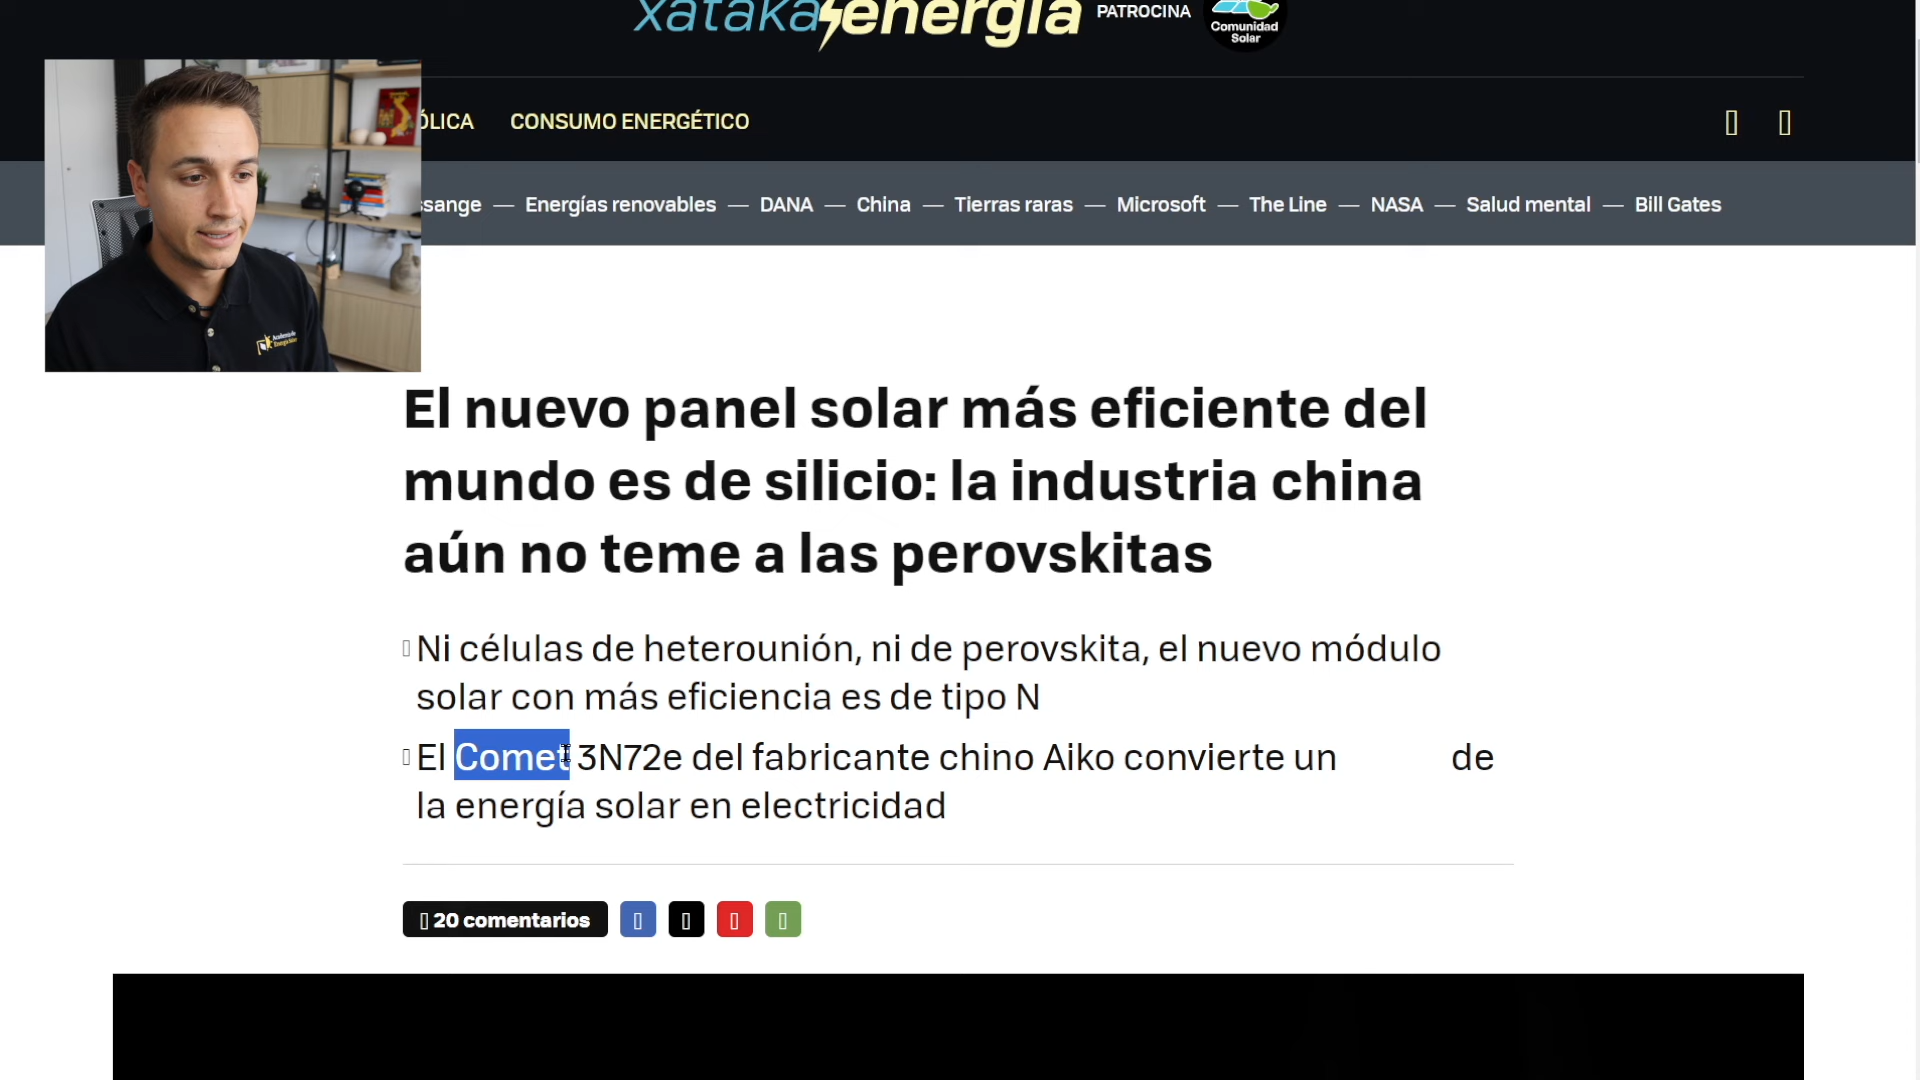 xataka energía PATROCINA
Comunidad
Solar
CONSUMO ENERGÉTICO
— Energías renovables — DANA — China — Tierras raras — Microsoft — The Line — NASA — Salud mental — Bill Gates
El nuevo panel solar más eficiente del
mundo es de silicio: la industria china
aún no teme a las perovskitas
Ni células de heterounión, ni de perovskita, el nuevo módulo
solar con más eficiencia es de tipo N
El Comet 3N72e del fabricante chino Aiko convierte un de
la energía solar en electricidad
20 comentarios